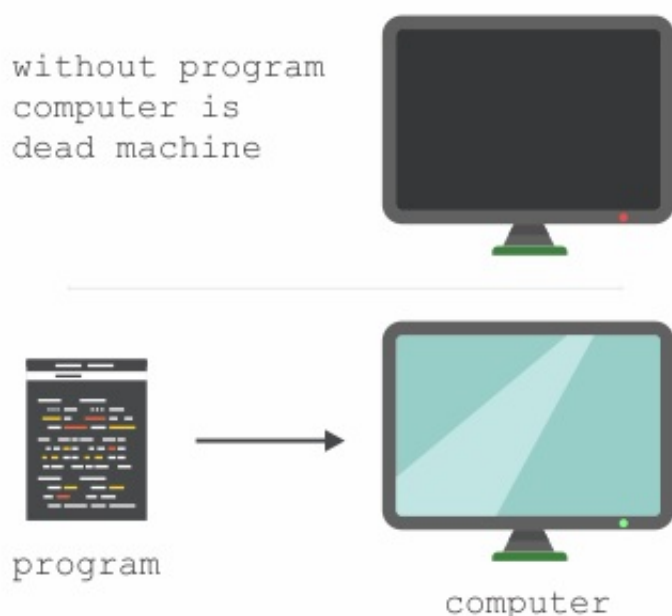 without program
computer is
dead machine
program
computer